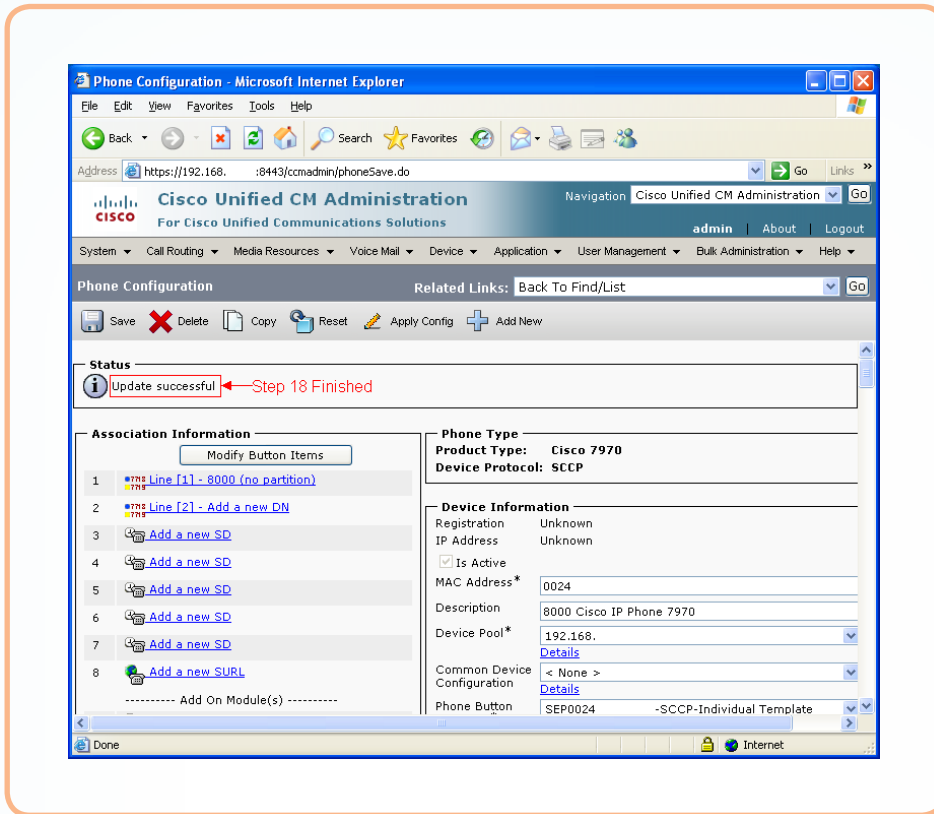 Phone Configuration - Microsoft Internet Explorer
File Edit View Favorites Tools Help
Back Search Favorites
Address https://192.168. :8443/ccmadmin/phoneSave.do Go Links »
cisco Cisco Unified CM Administration Navigation Cisco Unified CM Administration Go
For Cisco Unified Communications Solutions admin | About | Logout
System Call Routing Media Resources Voice Mail Device Application User Management Bulk Administration Help
Phone Configuration Related Links: Back To Find/List Go
Save Delete Copy Reset Apply Config Add New
Status
Update successful Step 18 Finished
Association Information
Modify Button Items
1 Line [1] - 8000 (no partition)
2 Line [2] - Add a new DN
3 Add a new SD
4 Add a new SD
5 Add a new SD
6 Add a new SD
7 Add a new SD
8 Add a new SURL
---------- Add On Module(s) ----------
Phone Type
Product Type: Cisco 7970
Device Protocol: SCCP
Device Information
Registration Unknown
IP Address Unknown
Is Active
MAC Address* 0024
Description 8000 Cisco IP Phone 7970
Device Pool* 192.168.
Details
Common Device Configuration < None >
Details
Phone Button SEP0024 -SCCP-Individual Template
Done Internet